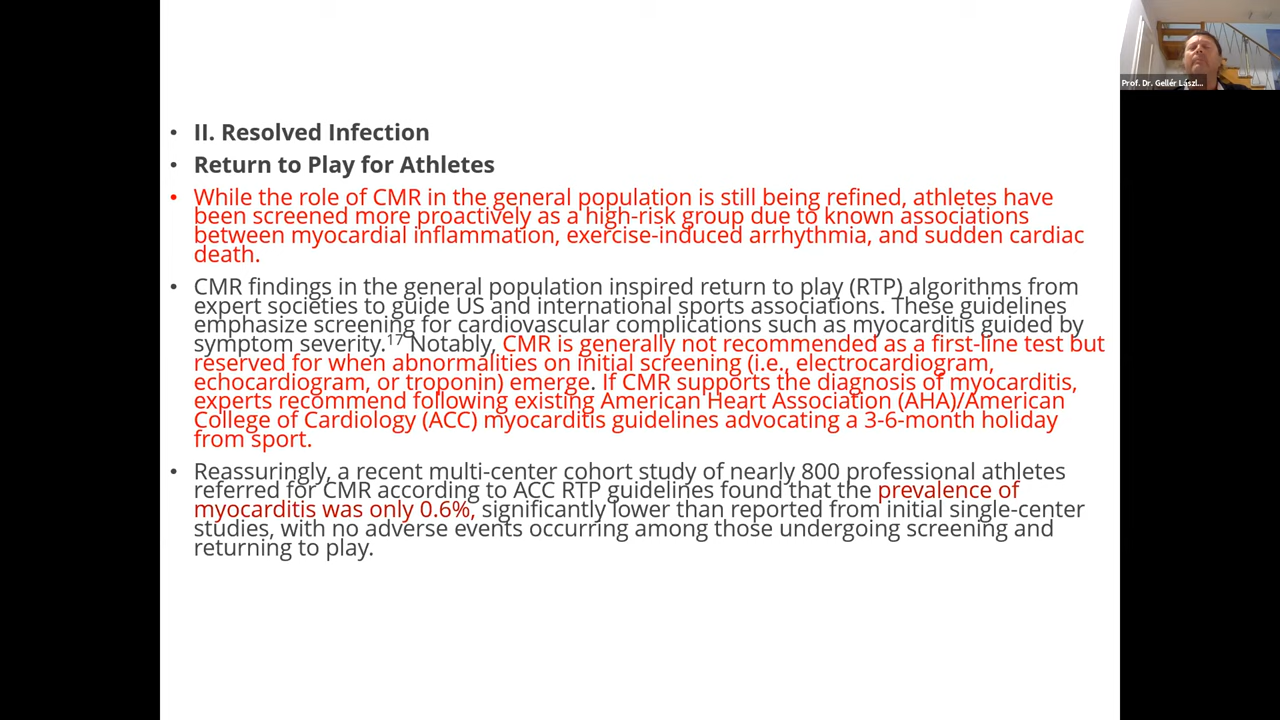 Prof. Dr. Gellér Lászl...
• II. Resolved Infection
• Return to Play for Athletes
• While the role of CMR in the general population is still being refined, athletes have
been screened more proactively as a high-risk group due to known associations
between myocardial inflammation, exercise-induced arrhythmia, and sudden cardiac
death.
• CMR findings in the general population inspired return to play (RTP) algorithms from
expert societies to guide US and international sports associations. These guidelines
emphasize screening for cardiovascular complications such as myocarditis guided by
symptom severity.17 Notably, CMR is generally not recommended as a first-line test but
reserved for when abnormalities on initial screening (i.e., electrocardiogram,
echocardiogram, or troponin) emerge. If CMR supports the diagnosis of myocarditis,
experts recommend following existing American Heart Association (AHA)/American
College of Cardiology (ACC) myocarditis guidelines advocating a 3-6-month holiday
from sport.
• Reassuringly, a recent multi-center cohort study of nearly 800 professional athletes
referred for CMR according to ACC RTP guidelines found that the prevalence of
myocarditis was only 0.6%, significantly lower than reported from initial single-center
studies, with no adverse events occurring among those undergoing screening and
returning to play.